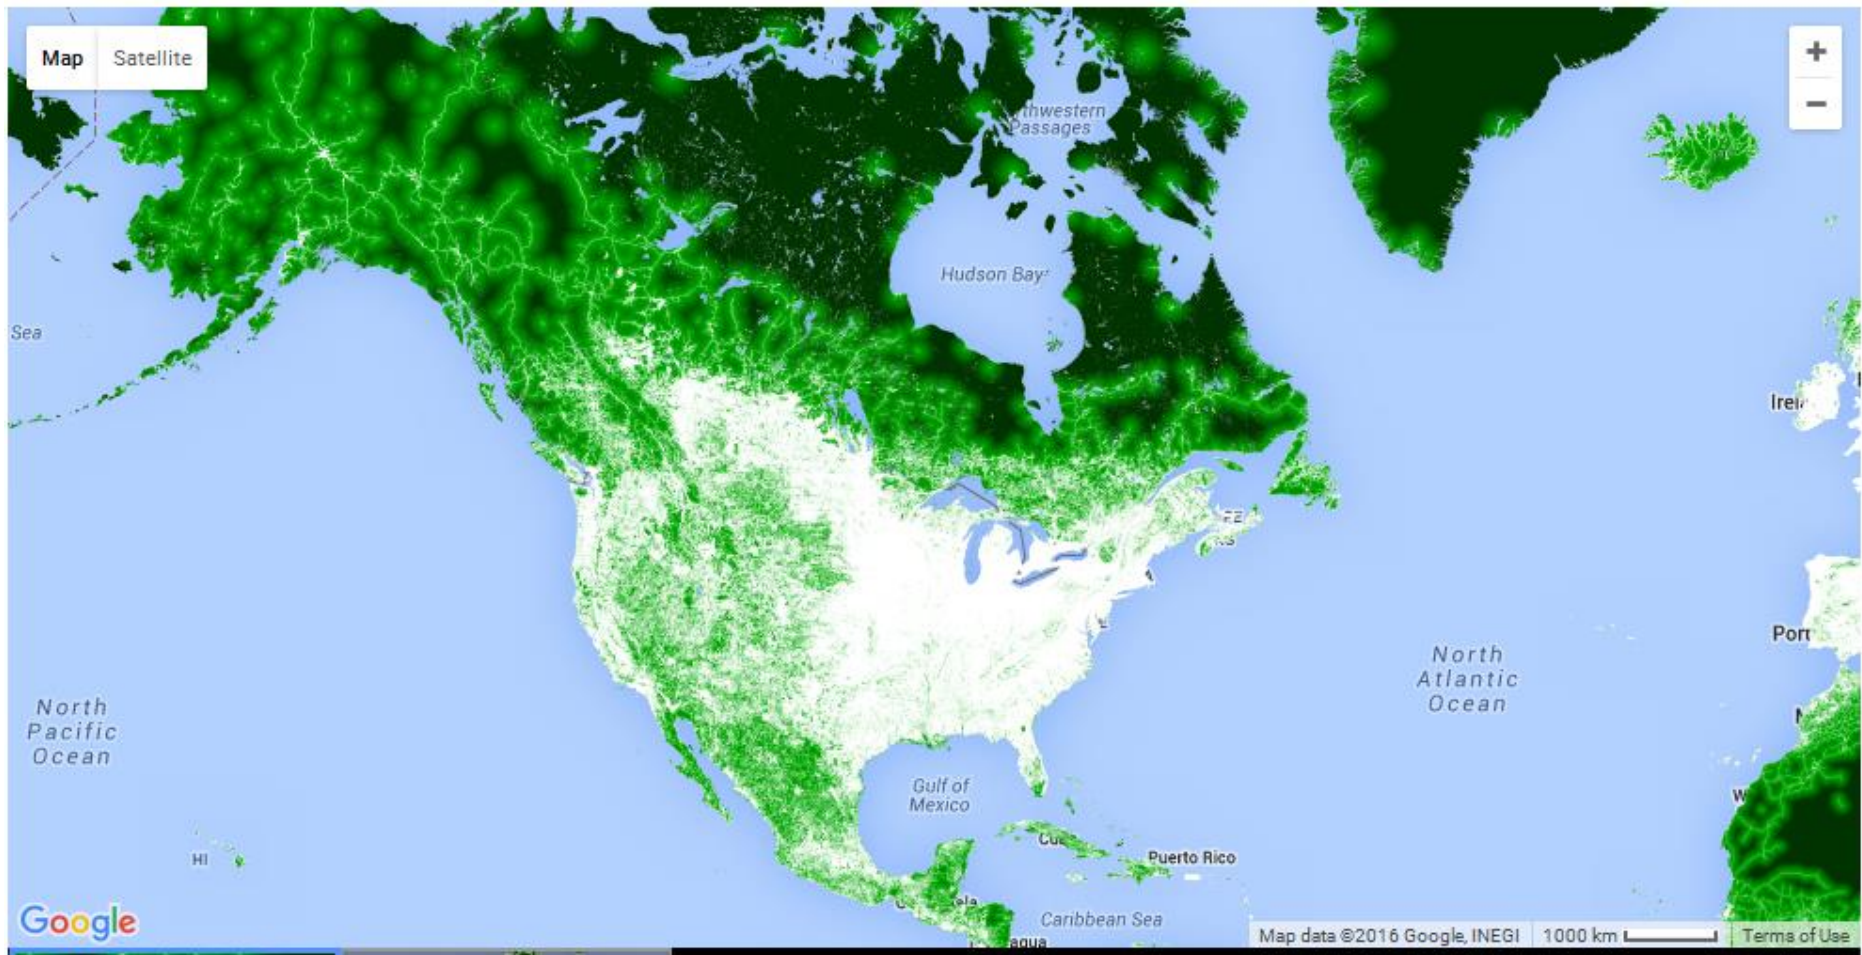 Map Satellite
+
−
Passages
Hudson Bay
Sea
North
Pacific
Ocean
HI
North
Atlantic
Ocean
Gulf of
Mexico
Puerto Rico
Caribbean Sea
Google
Map data ©2016 Google, INEGI 1000 km Terms of Use